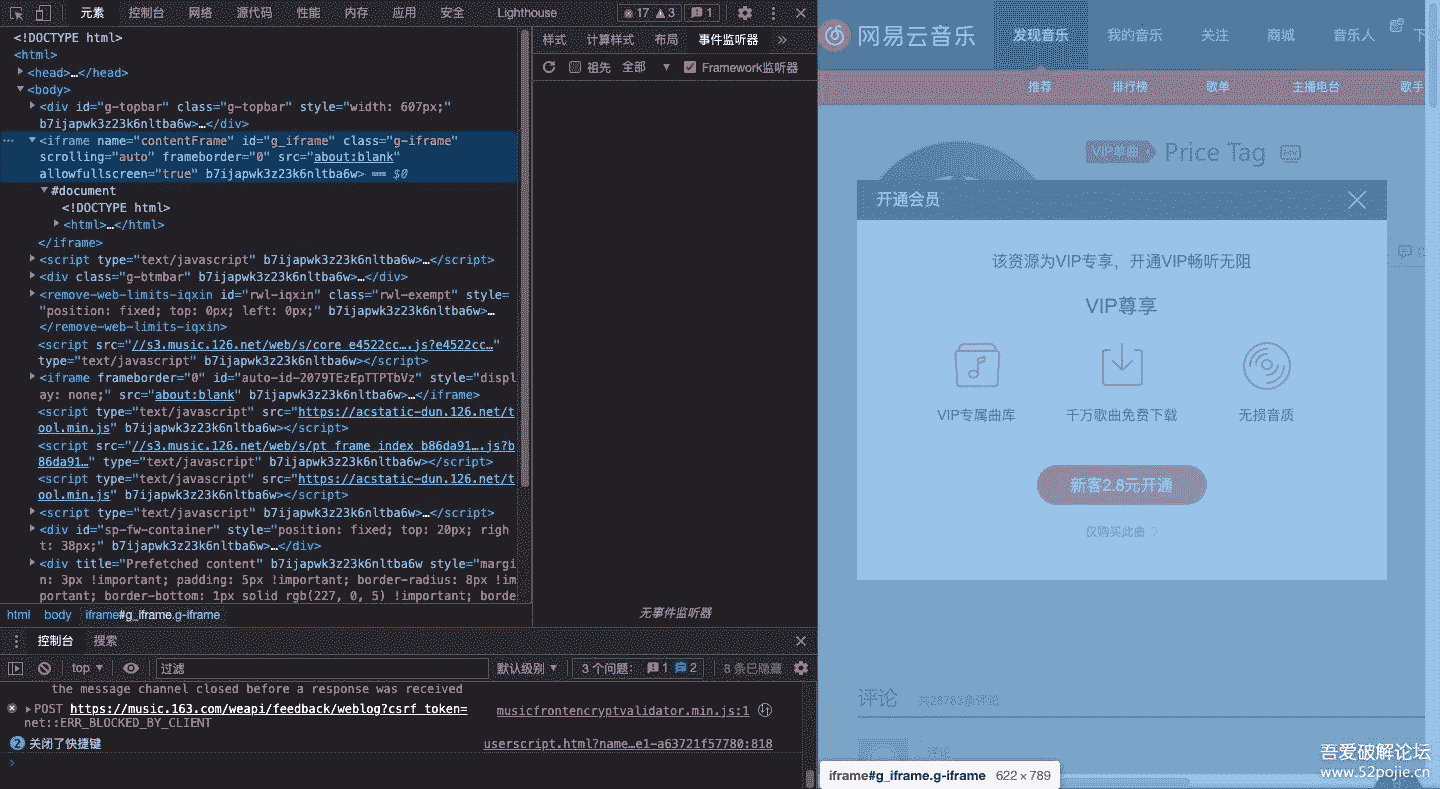 元素 控制台 网络 源代码 性能 内存 应用 安全 Lighthouse 17 3 1
<!DOCTYPE html>
<html>
<head>…</head>
<body>
<div id="g-topbar" class="g-topbar" style="width: 607px;"
b7ijapwk3z23k6nltba6w>…</div>
<iframe name="contentFrame" id="g_iframe" class="g-iframe"
scrolling="auto" frameborder="0" src="about:blank"
allowfullscreen="true" b7ijapwk3z23k6nltba6w> == $0
#document
<!DOCTYPE html>
<html>…</html>
</iframe>
<script type="text/javascript" b7ijapwk3z23k6nltba6w>…</script>
<div class="g-btmbar" b7ijapwk3z23k6nltba6w>…</div>
<remove-web-limits-iqxin id="rwl-iqxin" class="rwl-exempt" style=
"position: fixed; top: 0px; left: 0px;" b7ijapwk3z23k6nltba6w>…
</remove-web-limits-iqxin>
<script src="//s3.music.126.net/web/s/core_e4522cc….js?e4522cc…"
type="text/javascript" b7ijapwk3z23k6nltba6w></script>
<iframe frameborder="0" id="auto-id-2079TEzEpTTPTbVz" style="displ
ay: none;" src="about:blank" b7ijapwk3z23k6nltba6w>…</iframe>
<script type="text/javascript" src="https://acstatic-dun.126.net/t
ool.min.js" b7ijapwk3z23k6nltba6w></script>
<script src="//s3.music.126.net/web/s/pt_frame_index_b86da91….js?b
86da91…" type="text/javascript" b7ijapwk3z23k6nltba6w></script>
<script type="text/javascript" src="https://acstatic-dun.126.net/t
ool.min.js" b7ijapwk3z23k6nltba6w></script>
<script type="text/javascript" b7ijapwk3z23k6nltba6w>…</script>
<div id="sp-fw-container" style="position: fixed; top: 20px; righ
t: 38px;" b7ijapwk3z23k6nltba6w>…</div>
<div title="Prefetched content" b7ijapwk3z23k6nltba6w style="margi
n: 3px !important; padding: 5px !important; border-radius: 8px !im
portant; border-bottom: 1px solid rgb(227, 0, 5) !important; borde
html body iframe#g_iframe.g-iframe
样式 计算样式 布局 事件监听器 »
祖先 全部 Framework监听器
无事件监听器
控制台 搜索
top 过滤 默认级别 3 个问题: 1 2 8 条已隐藏
the message channel closed before a response was received
POST https://music.163.com/weapi/feedback/weblog?csrf_token= musicfrontencryptvalidator.min.js:1
net::ERR_BLOCKED_BY_CLIENT
2 关闭了快捷键 userscript.html?name…e1-a63721f57780:818
网易云音乐 发现音乐 我的音乐 关注 商城 音乐人 下
推荐 排行榜 歌单 主播电台 歌手
VIP单曲 Price Tag MV
开通会员
该资源为VIP专享，开通VIP畅听无阻
VIP尊享
VIP专属曲库 千万歌曲免费下载 无损音质
新客2.8元开通
仅购买此曲 >
评论 共26783条评论
评论
iframe#g_iframe.g-iframe 622 × 789
吾爱破解论坛
www.52pojie.cn